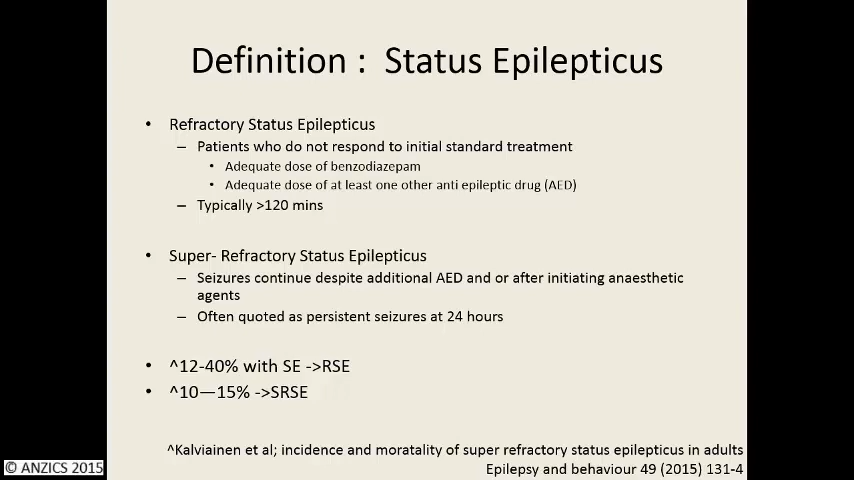 Definition :  Status Epilepticus
• Refractory Status Epilepticus
– Patients who do not respond to initial standard treatment
• Adequate dose of benzodiazepam
• Adequate dose of at least one other anti epileptic drug (AED)
– Typically >120 mins
• Super- Refractory Status Epilepticus
– Seizures continue despite additional AED and or after initiating anaesthetic
agents
– Often quoted as persistent seizures at 24 hours
• ^12-40% with SE ->RSE
• ^10—15% ->SRSE
^Kalviainen et al; incidence and moratality of super refractory status epilepticus in adults
Epilepsy and behaviour 49 (2015) 131-4
© ANZICS 2015